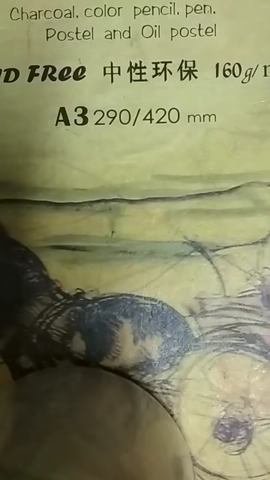 Charcoal, color pencil, pen,
Postel and Oil postel
FRee 中性环保 160g/
A3 290/420 mm